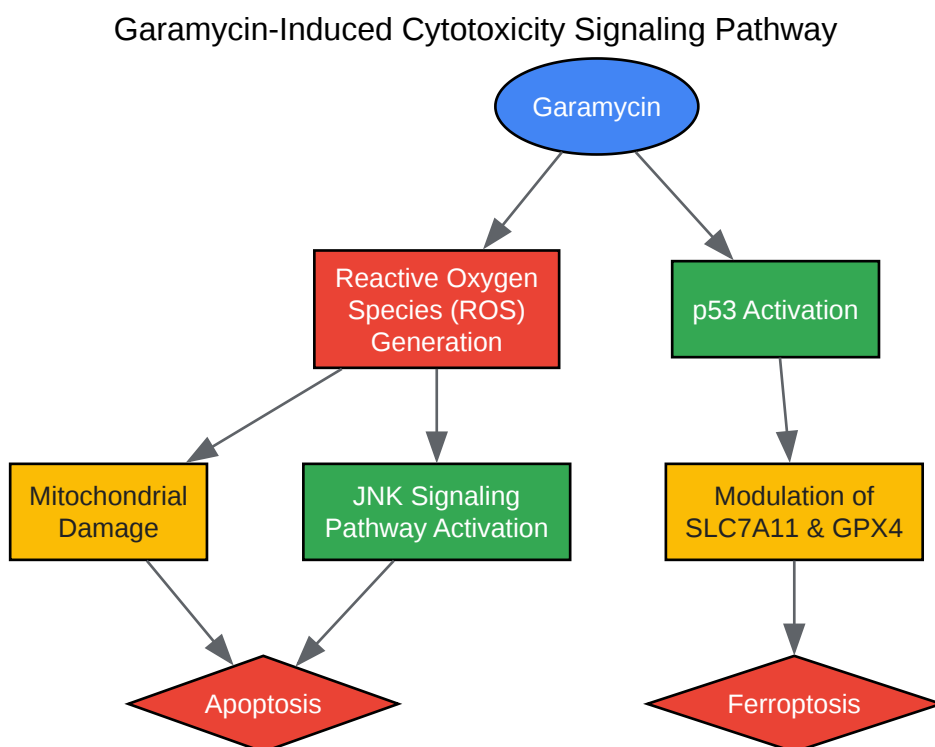 Garamycin-Induced Cytotoxicity Signaling Pathway
Garamycin
Reactive Oxygen
Species (ROS)
Generation
p53 Activation
Mitochondrial
Damage
JNK Signaling
Pathway Activation
Modulation of
SLC7A11 & GPX4
Apoptosis
Ferroptosis